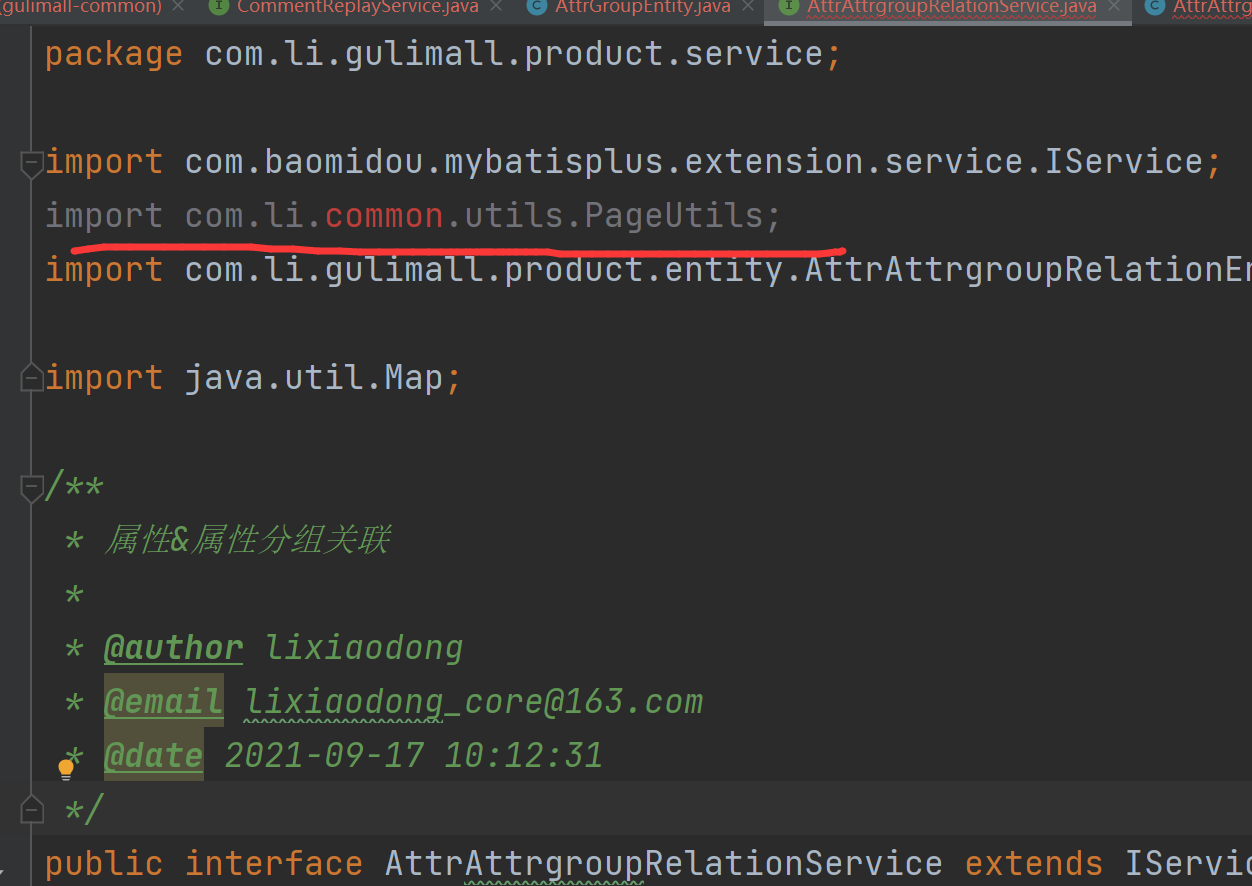 (gulimall-common) × I CommentReplayService.java × C AttrGroupEntity.java × I AttrAttrgroupRelationService.java × C AttrAttrg
package com.li.gulimall.product.service;
import com.baomidou.mybatisplus.extension.service.IService;
import com.li.common.utils.PageUtils;
import com.li.gulimall.product.entity.AttrAttrgroupRelationEn
import java.util.Map;
/**
* 属性&属性分组关联
*
* @author lixiaodong
* @email lixiaodong_core@163.com
* @date 2021-09-17 10:12:31
*/
public interface AttrAttrgroupRelationService extends IServic